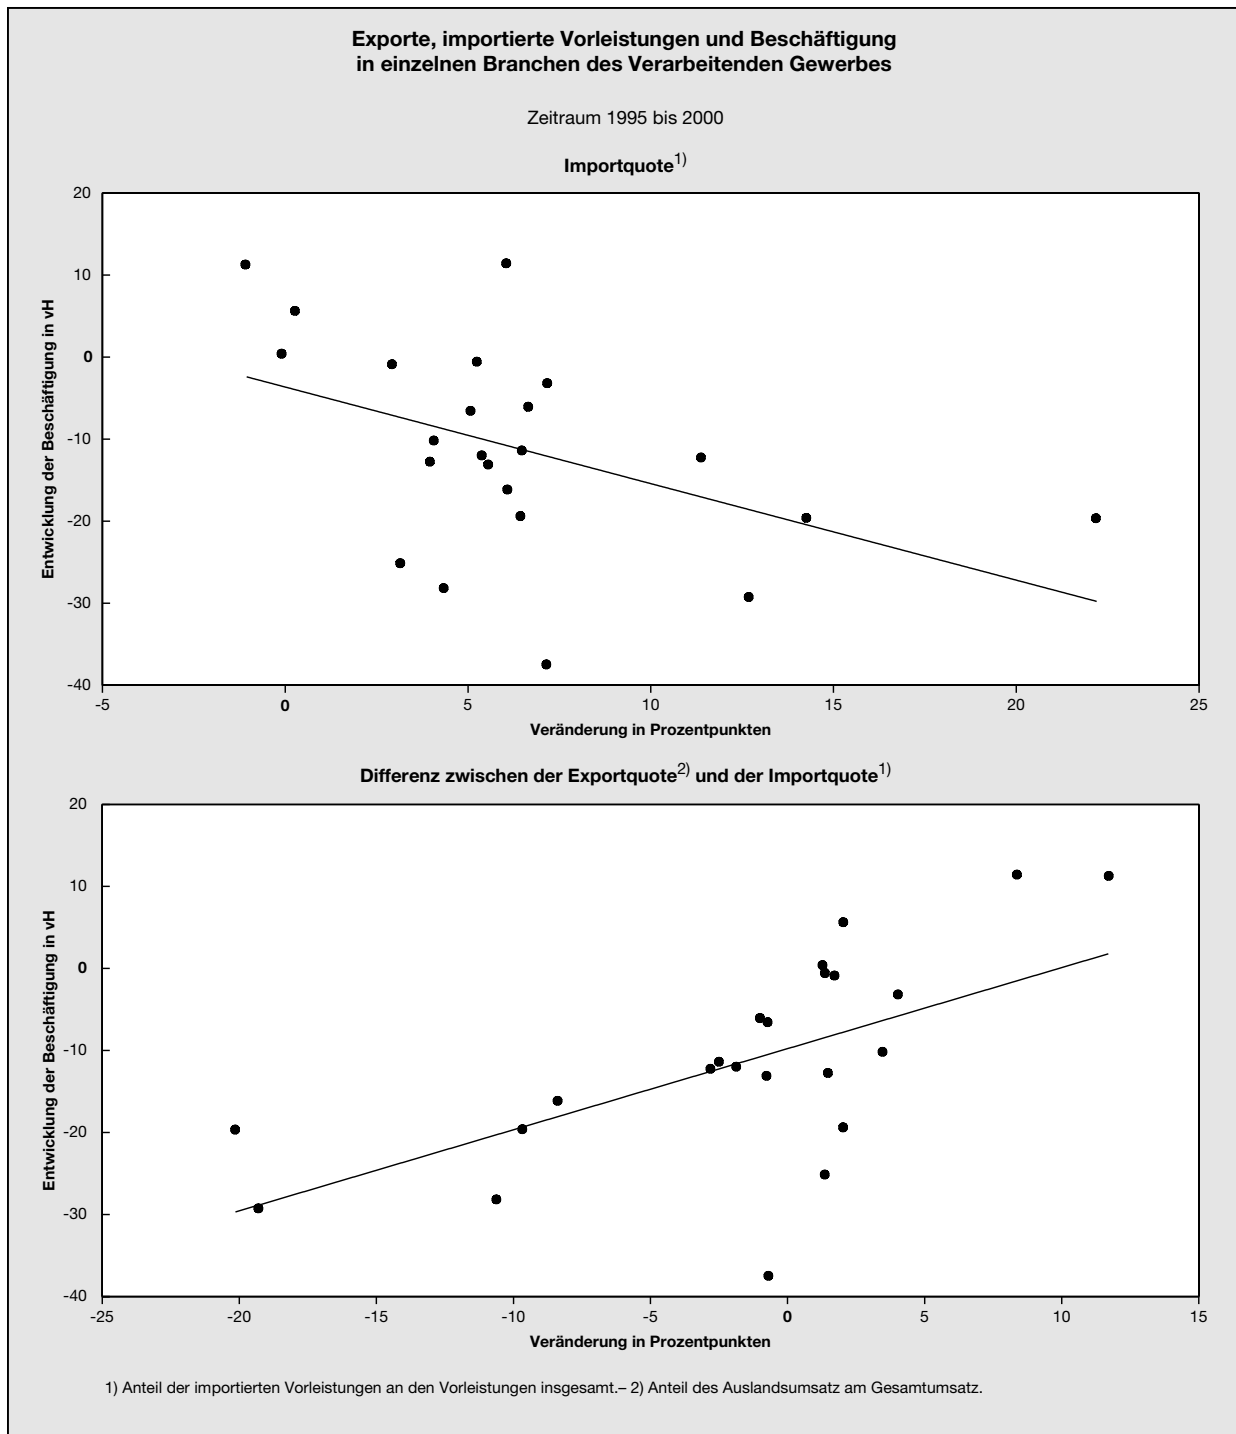 Exporte, importierte Vorleistungen und Beschäftigung
in einzelnen Branchen des Verarbeitenden Gewerbes
Zeitraum 1995 bis 2000
Importquote1)
Entwicklung der Beschäftigung in vH
20
10
0
-10
-20
-30
-40
-5 0 5 10 15 20 25
Veränderung in Prozentpunkten
Differenz zwischen der Exportquote2) und der Importquote1)
Entwicklung der Beschäftigung in vH
20
10
0
-10
-20
-30
-40
-25 -20 -15 -10 -5 0 5 10 15
Veränderung in Prozentpunkten
1) Anteil der importierten Vorleistungen an den Vorleistungen insgesamt.– 2) Anteil des Auslandsumsatz am Gesamtumsatz.